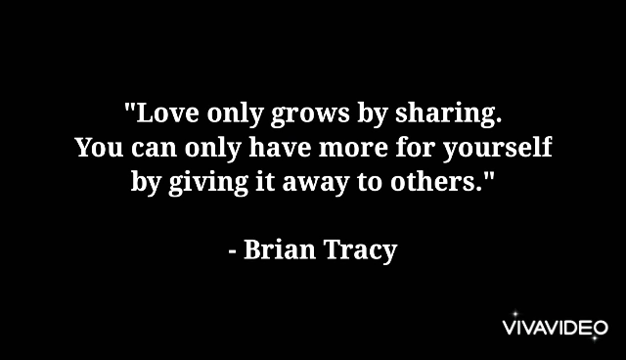 "Love only grows by sharing.
You can only have more for yourself
by giving it away to others."
- Brian Tracy
VIVAVIDEO